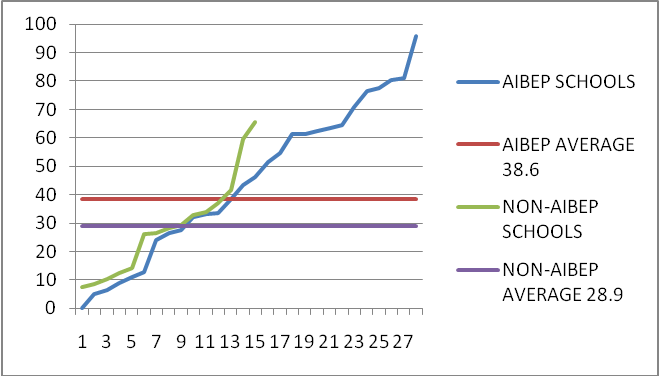 100
90
80
70
60
50
40
30
20
10
0
1 3 5 7 9 11 13 15 17 19 21 23 25 27
AIBEP SCHOOLS
AIBEP AVERAGE
38.6
NON-AIBEP
SCHOOLS
NON-AIBEP
AVERAGE 28.9